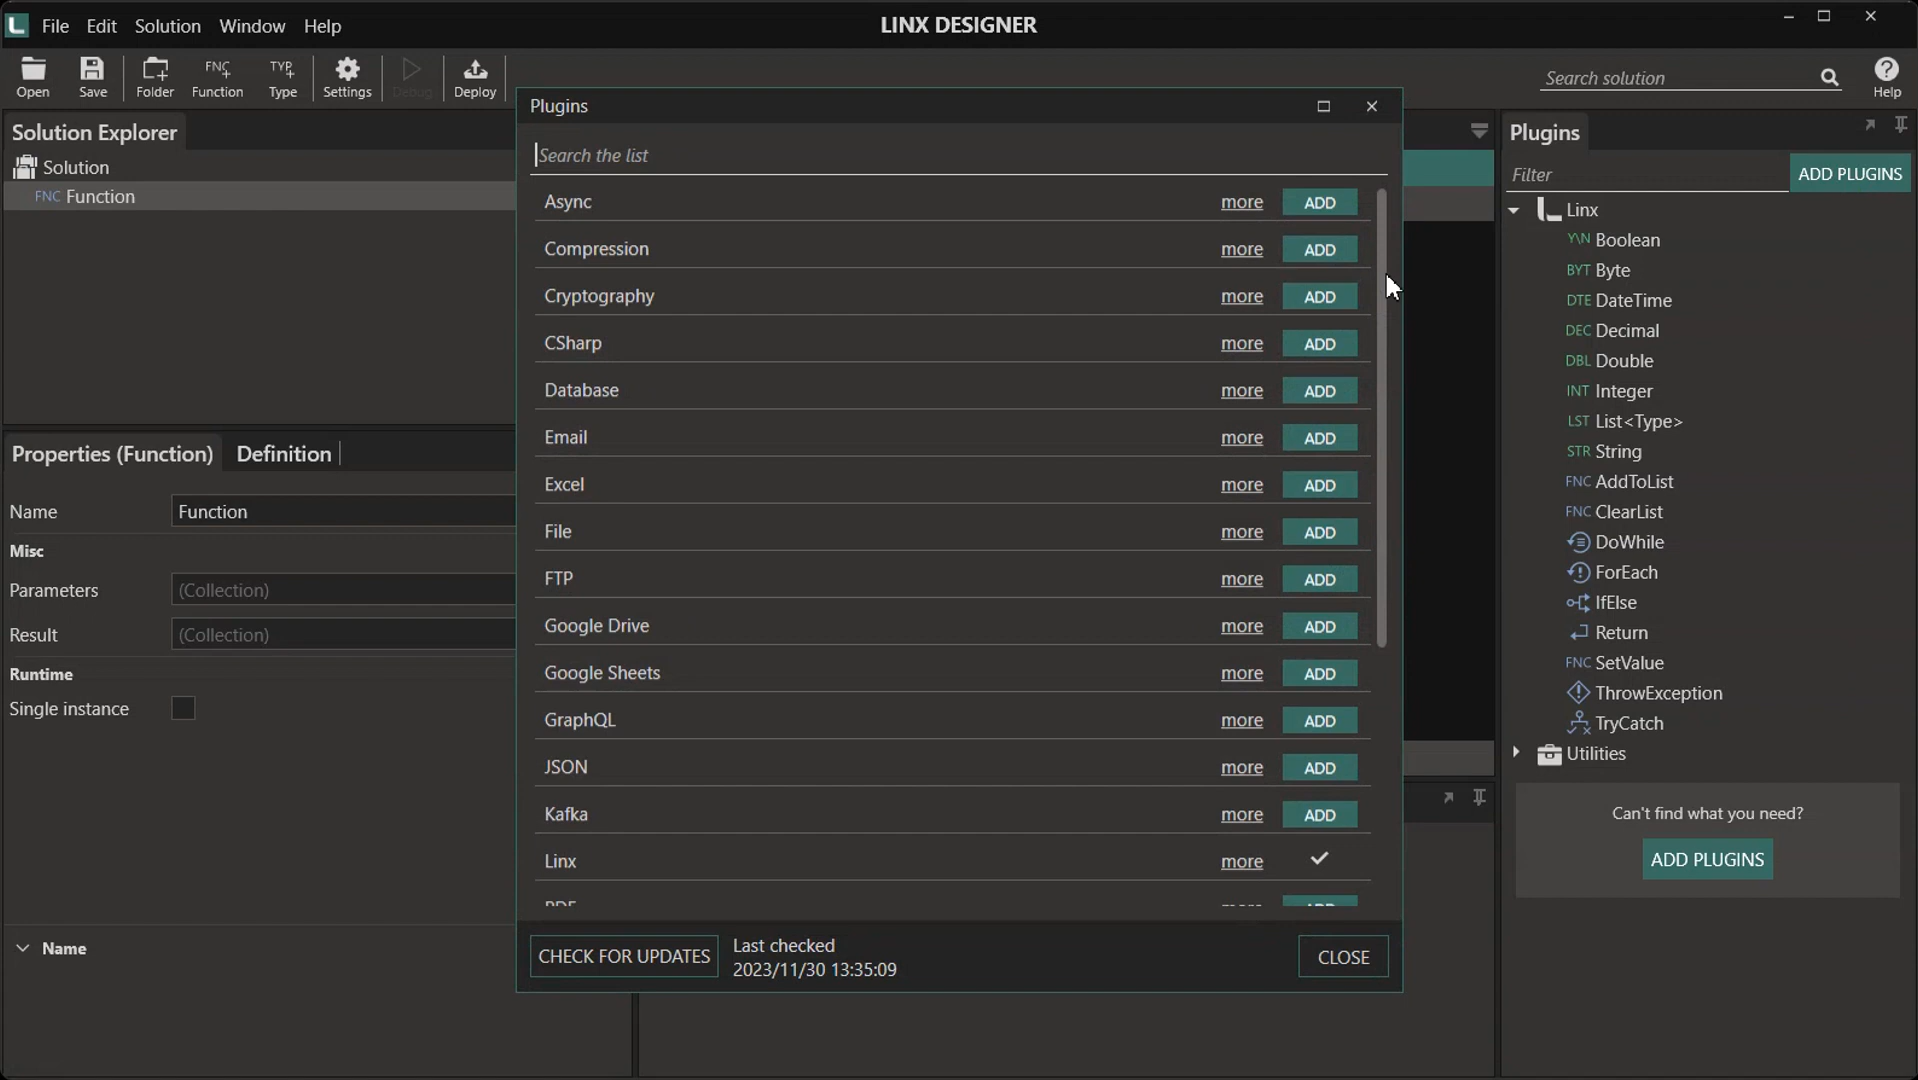 File Edit Solution Window Help
LINX DESIGNER
Open Save Folder FNC+ Function TYP+ Type Settings Debug Deploy
Search solution
Help
Solution Explorer
Solution
FNC Function
Properties (Function) Definition
Name Function
Misc
Parameters (Collection)
Result (Collection)
Runtime
Single instance
Name
Plugins
Search the list
Async more ADD
Compression more ADD
Cryptography more ADD
CSharp more ADD
Database more ADD
Email more ADD
Excel more ADD
File more ADD
FTP more ADD
Google Drive more ADD
Google Sheets more ADD
GraphQL more ADD
JSON more ADD
Kafka more ADD
Linx more
PDF more ADD
CHECK FOR UPDATES
Last checked
2023/11/30 13:35:09
CLOSE
Plugins
Filter ADD PLUGINS
Linx
Y\N Boolean
BYT Byte
DTE DateTime
DEC Decimal
DBL Double
INT Integer
LST List<Type>
STR String
FNC AddToList
FNC ClearList
DoWhile
ForEach
IfElse
Return
FNC SetValue
ThrowException
TryCatch
Utilities
Can't find what you need?
ADD PLUGINS